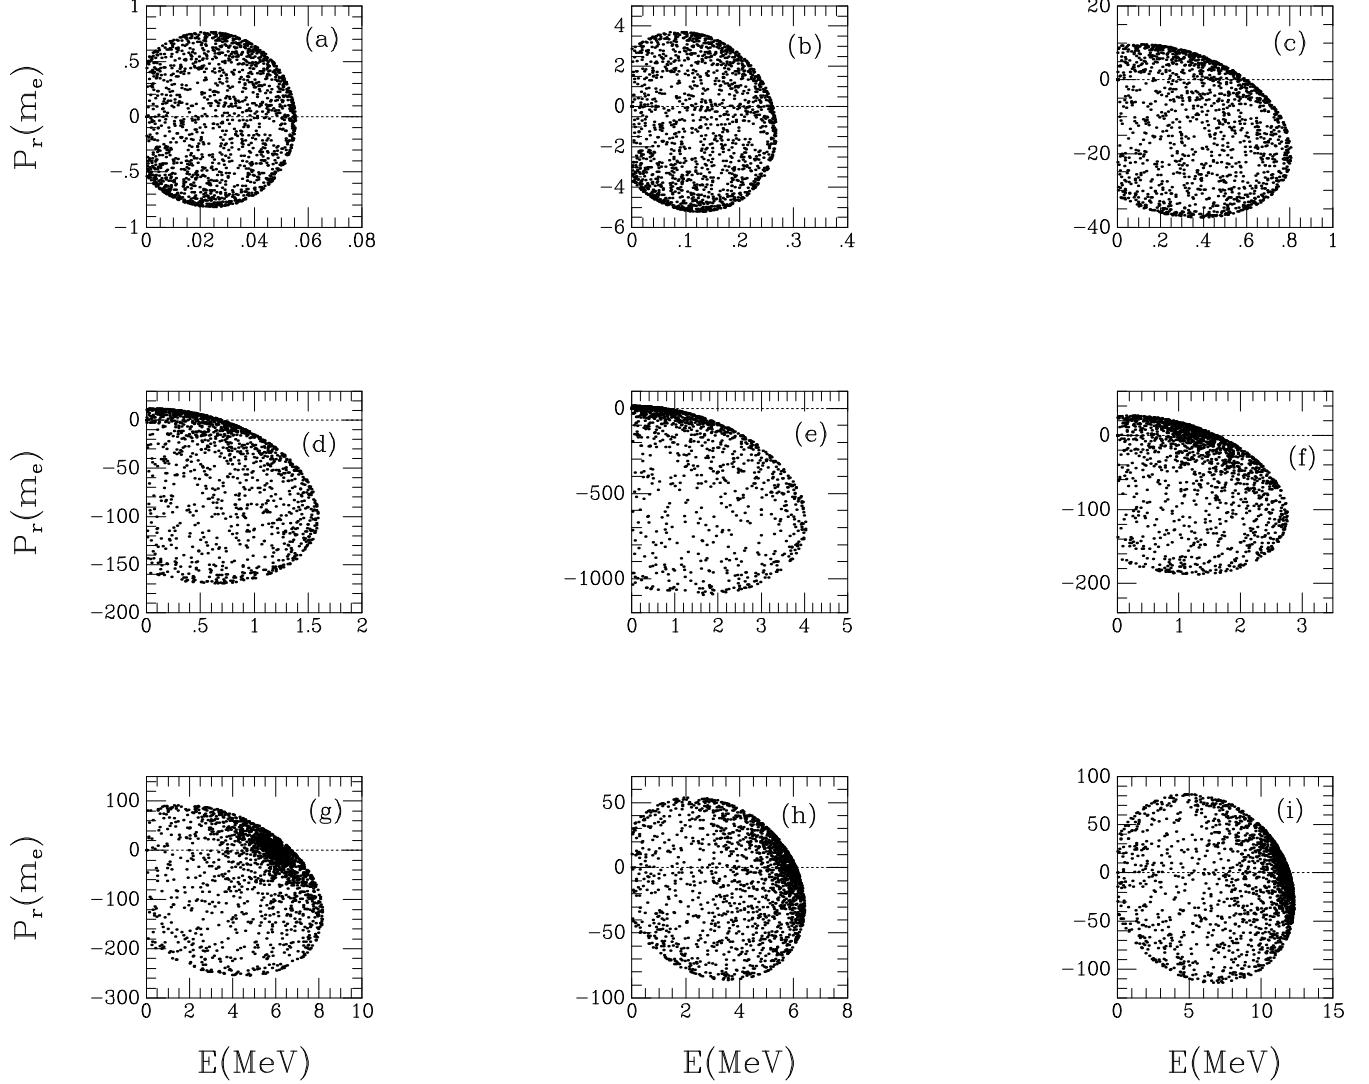 P_r(m_e)
1
.5
0
−.5
−1
(a)
0 .02 .04 .06 .08
4
2
0
−2
−4
−6
(b)
0 .1 .2 .3 .4
20
10
0
−20
−40
(c)
0 .2 .4 .6 .8 1
P_r(m_e)
0
−50
−100
−150
−200
(d)
0 .5 1 1.5 2
0
−500
−1000
(e)
0 1 2 3 4 5
0
−100
−200
(f)
0 1 2 3
P_r(m_e)
100
0
−100
−200
−300
(g)
0 2 4 6 8 10
E(MeV)
50
0
−50
−100
(h)
0 2 4 6 8
E(MeV)
100
50
0
−50
−100
(i)
0 5 10 15
E(MeV)